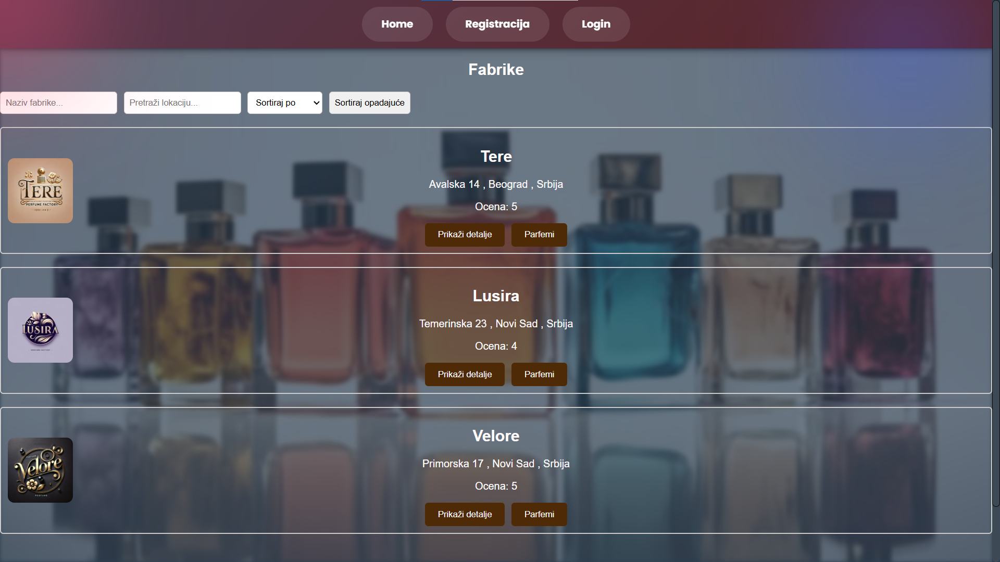 Home Registracija Login
Fabrike
Naziv fabrike... Pretraži lokaciju... Sortiraj po Sortiraj opadajuće
Tere
TERE
PERFUME FACTORY
Avalska 14 , Beograd , Srbija
Ocena: 5
Prikaži detalje Parfemi
Lusira
LUSIRA
Temerinska 23 , Novi Sad , Srbija
Ocena: 4
Prikaži detalje Parfemi
Velore
Velore
Primorska 17 , Novi Sad , Srbija
Ocena: 5
Prikaži detalje Parfemi